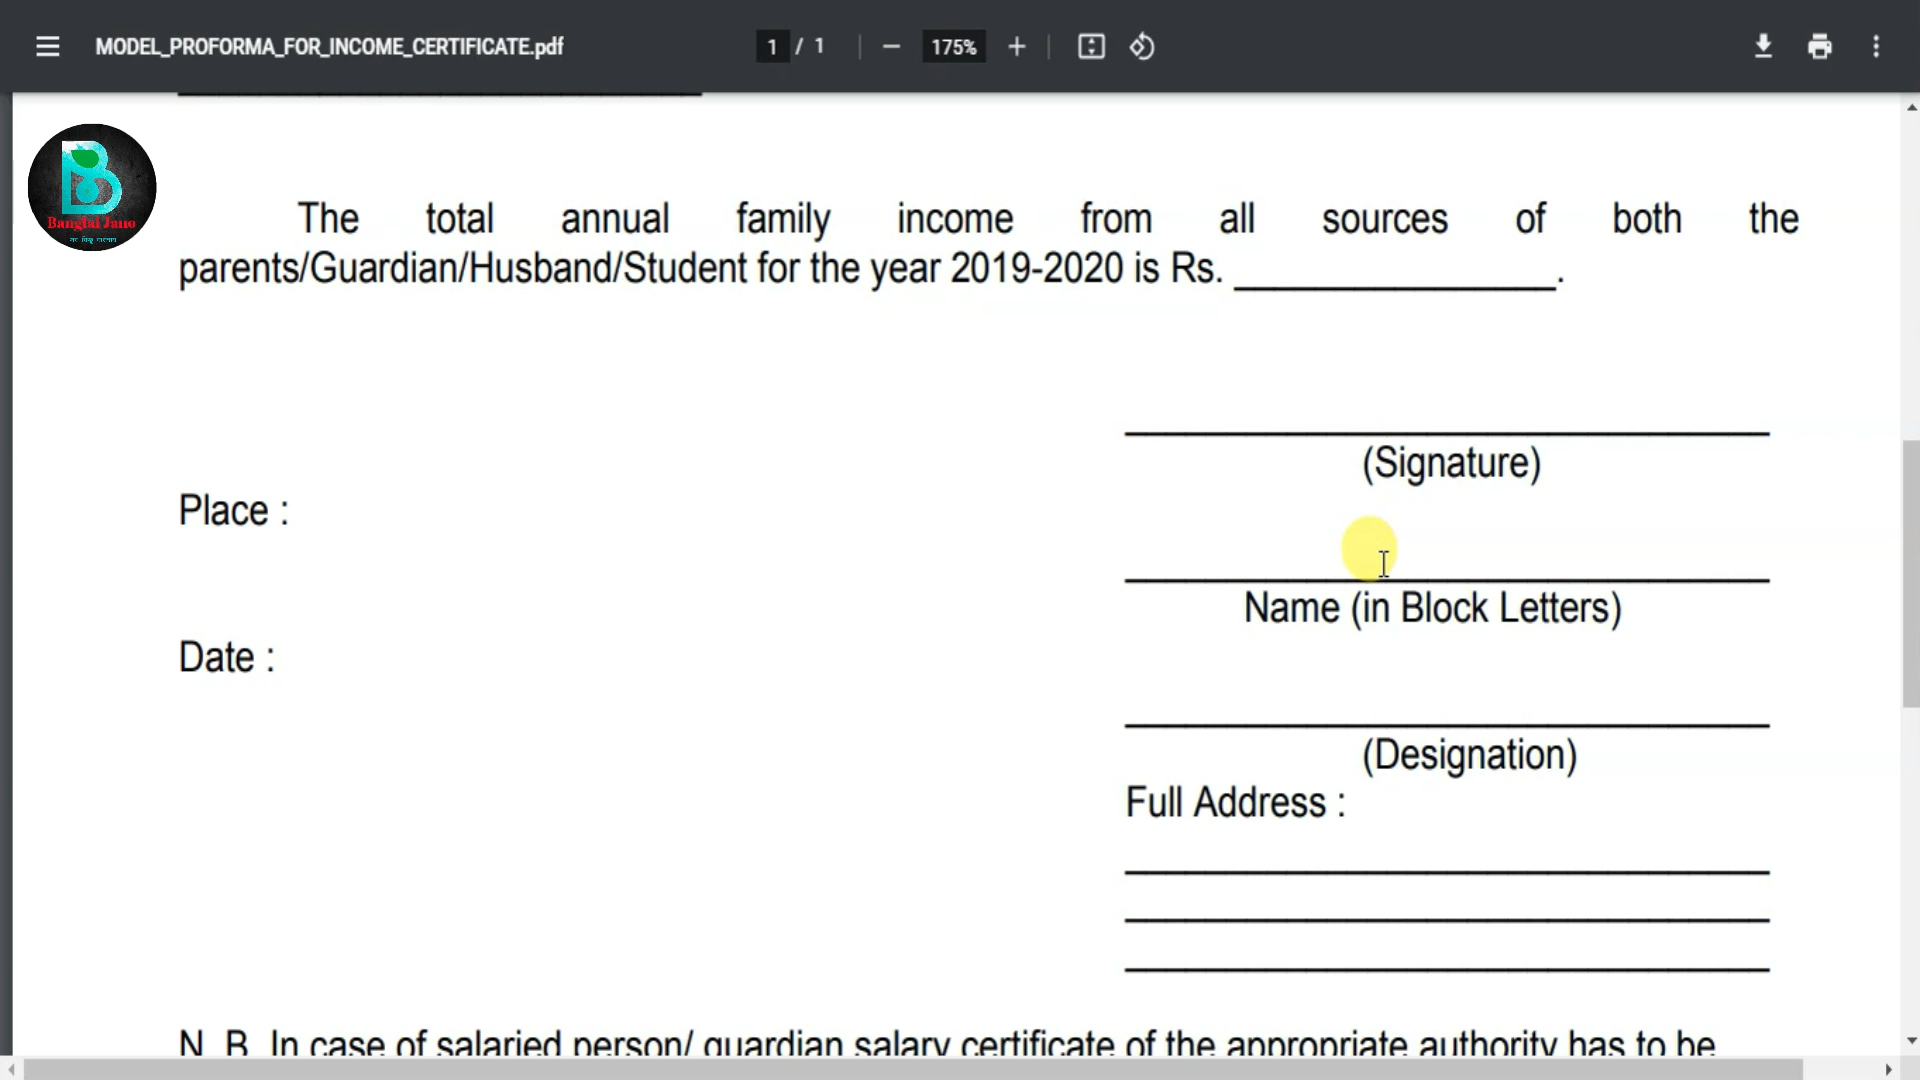 MODEL_PROFORMA_FOR_INCOME_CERTIFICATE.pdf
1 / 1
175%
Banglai Jano
The total annual family income from all sources of both the
parents/Guardian/Husband/Student for the year 2019-2020 is Rs. ________________.
(Signature)
Place :
Name (in Block Letters)
Date :
(Designation)
Full Address :
N. B. In case of salaried person/ guardian salary certificate of the appropriate authority has to be